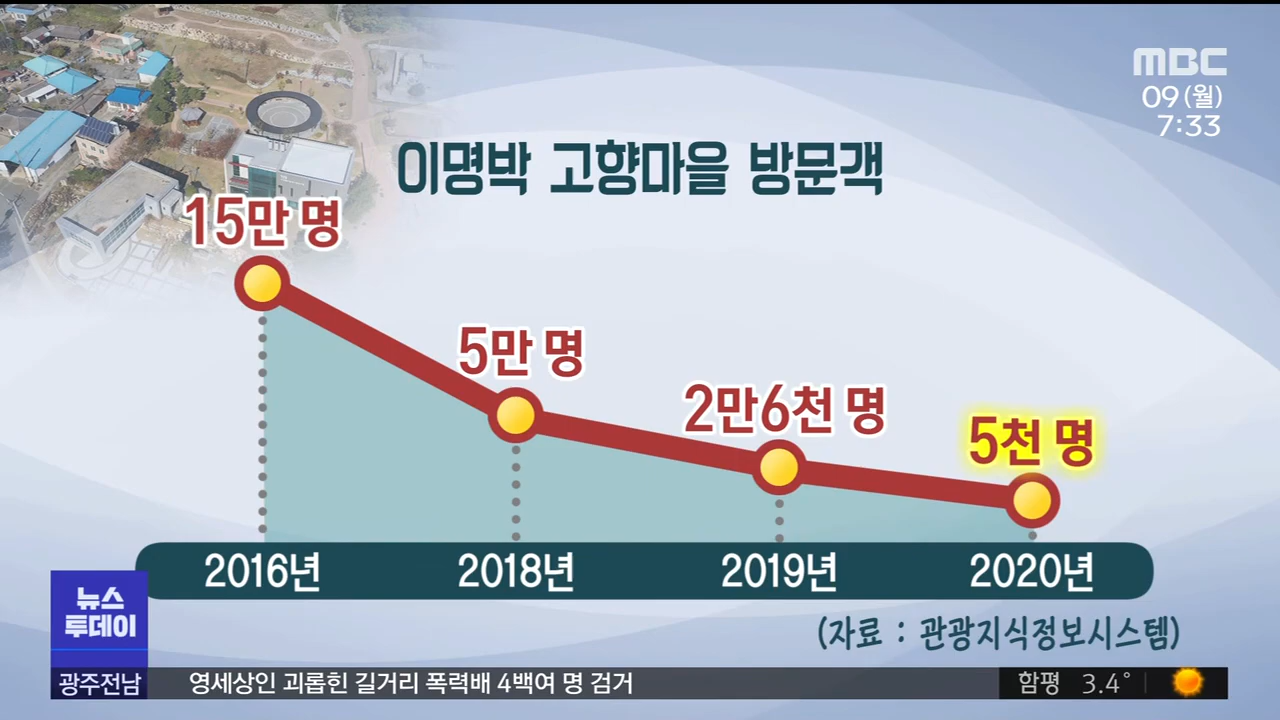 MBC
09(월)
7:33
이명박 고향마을 방문객
15만 명
5만 명
2만6천 명
5천 명
2016년 2018년 2019년 2020년
(자료 : 관광지식정보시스템)
뉴스
투데이
광주전남 영세상인 괴롭힌 길거리 폭력배 4백여 명 검거 함평 3.4°